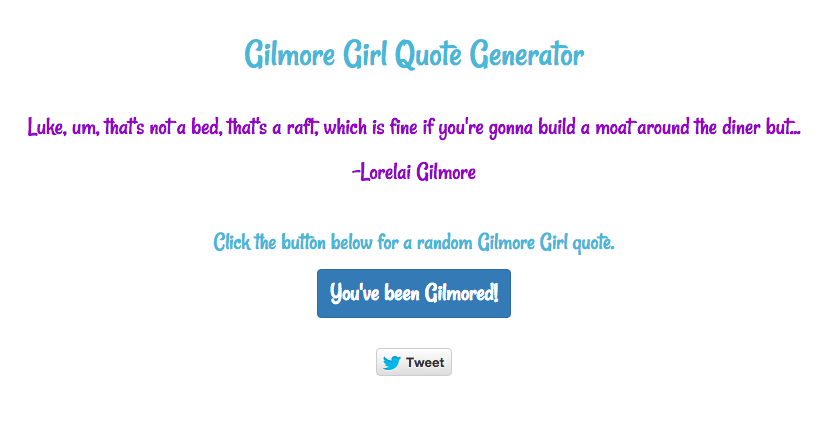 Gilmore Girl Quote Generator
Luke, um, that's not a bed, that's a raft, which is fine if you're gonna build a moat around the diner but...
-Lorelai Gilmore
Click the button below for a random Gilmore Girl quote.
You've been Gilmored!
Tweet